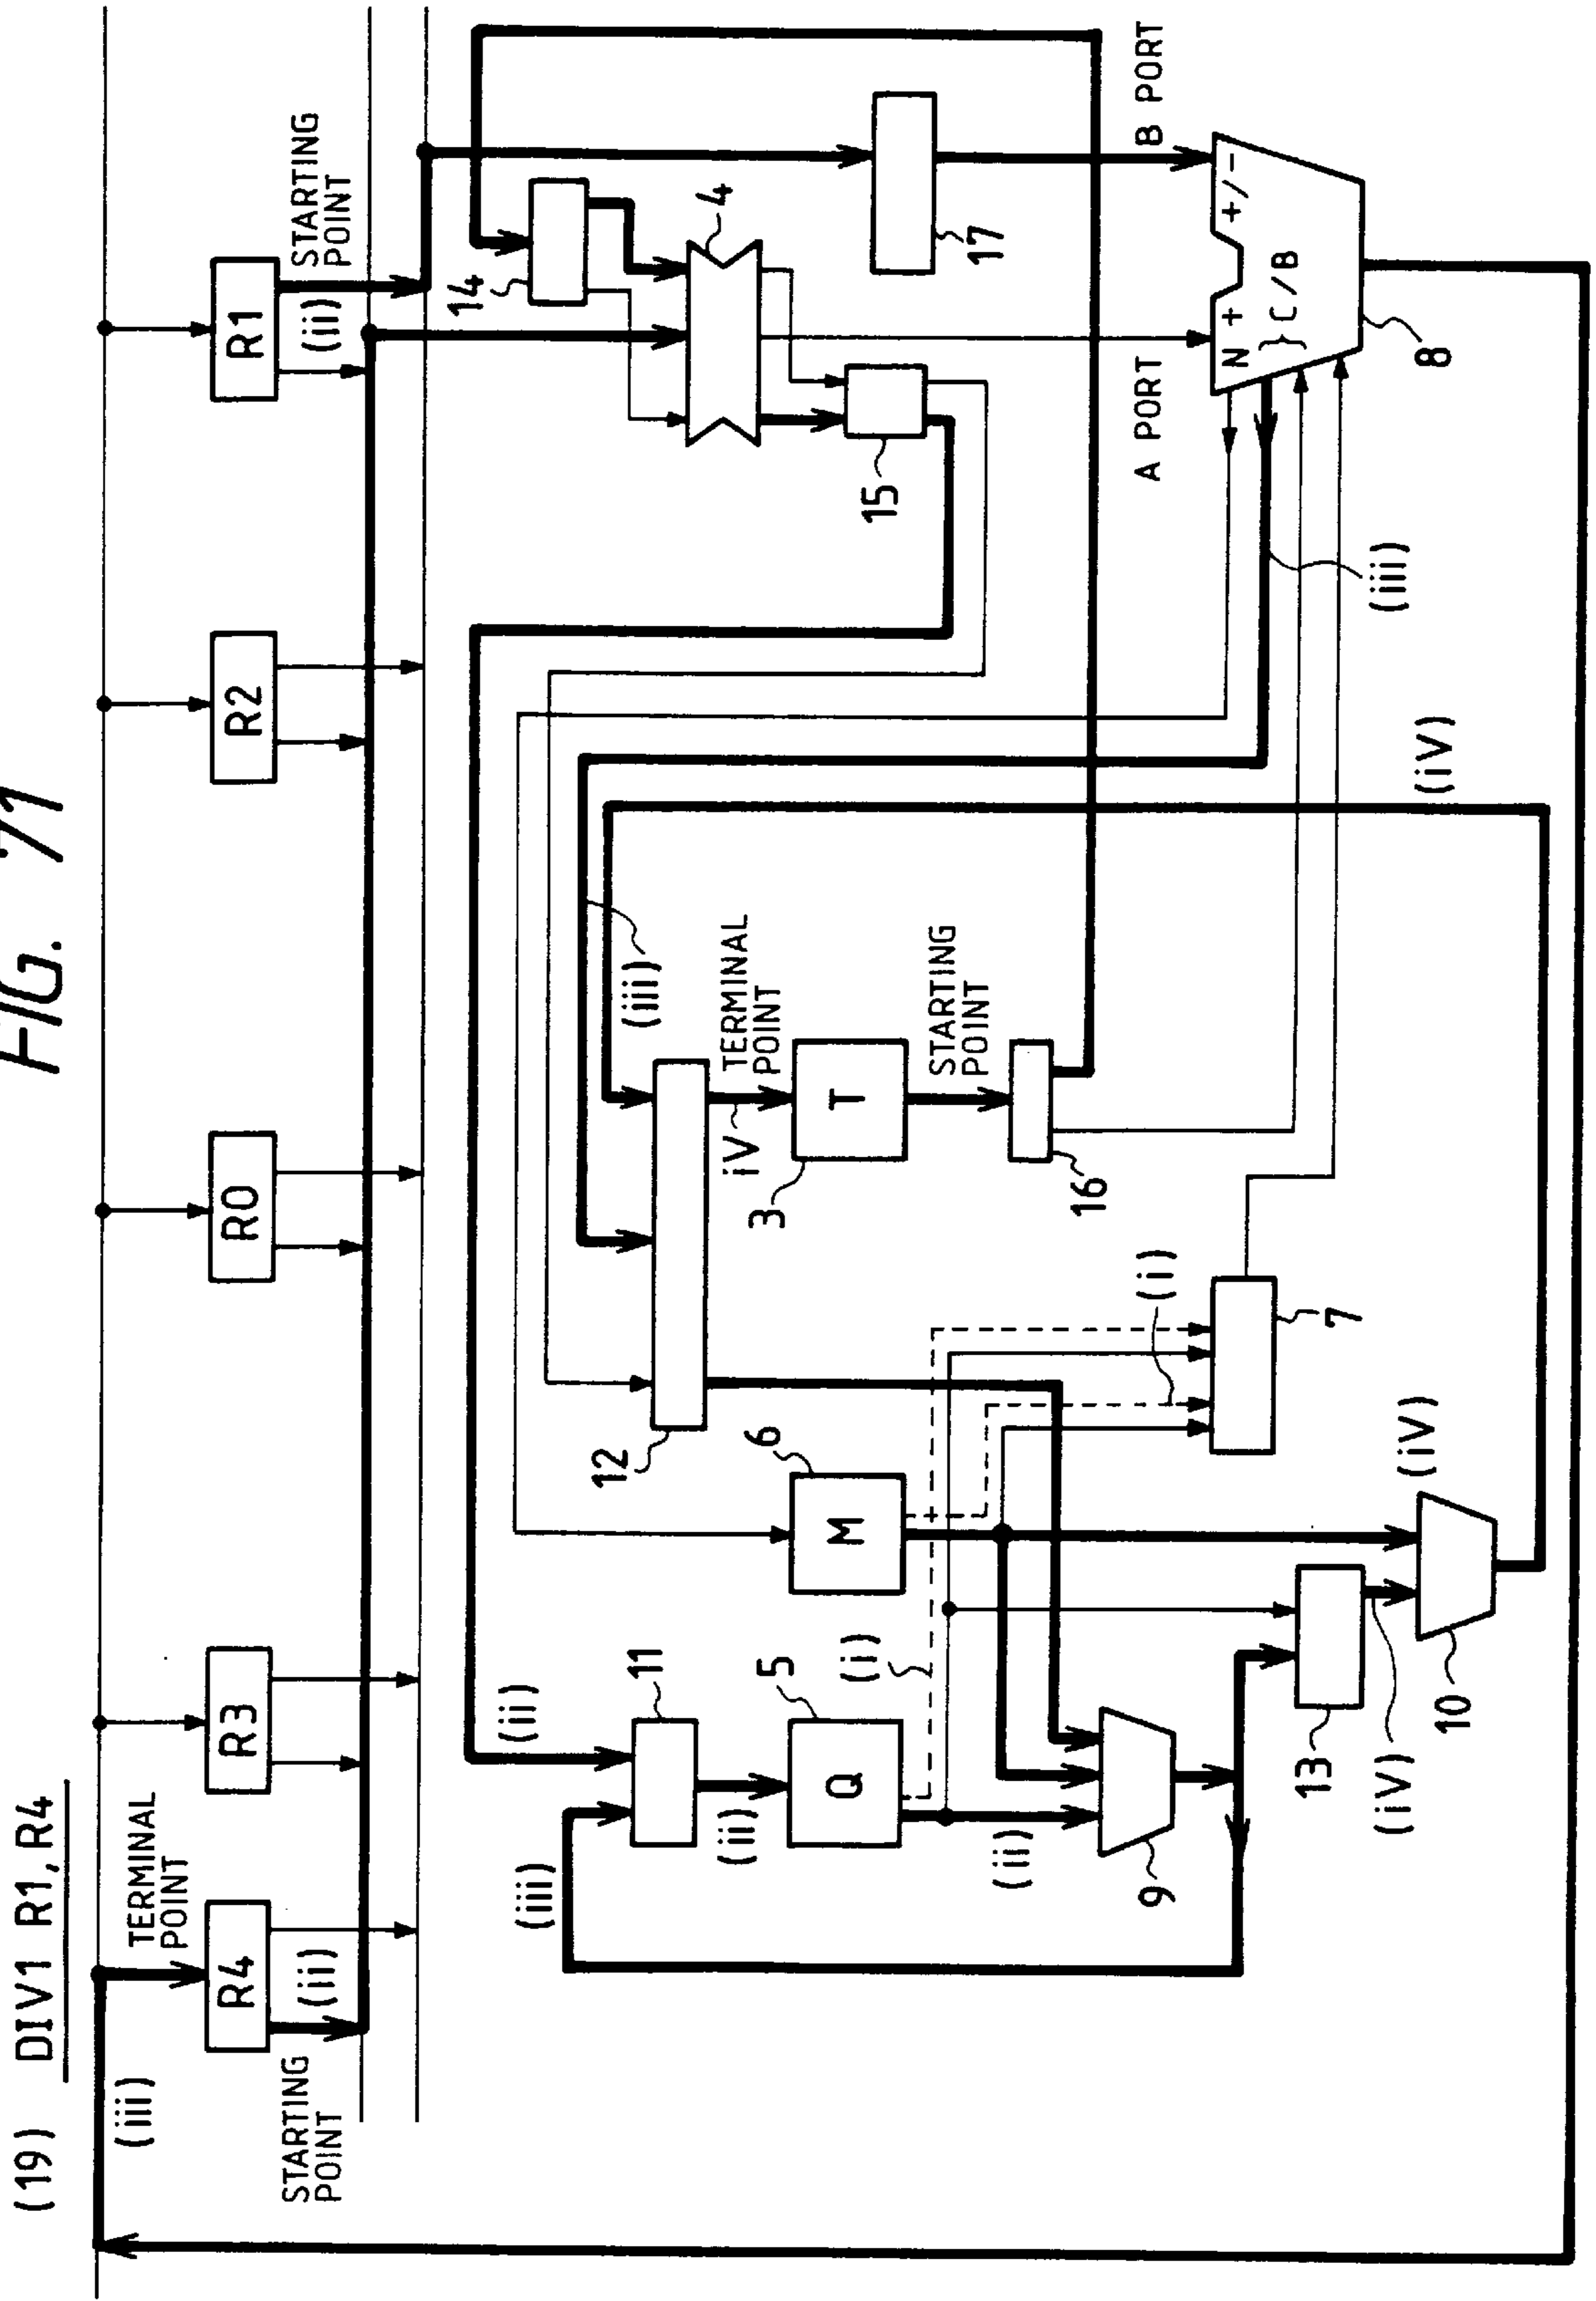 FIG. 71
(19) DIV1 R1,R4
(iii)
TERMINAL
POINT
STARTING
POINT
R4
(ii)
R3
R0
R2
R1
(ii)
STARTING
POINT
(iii)
(ii)
11
(ii)
5
Q
(i)
(ii)
9
6
M
12
(iii)
TERMINAL
POINT
iV
3
T
STARTING
POINT
16
(i)
7
13
(iV)
10
(iV)
(iV)
14
4
15
17
A PORT
B PORT
N + +/-
} C/B
8
(iii)